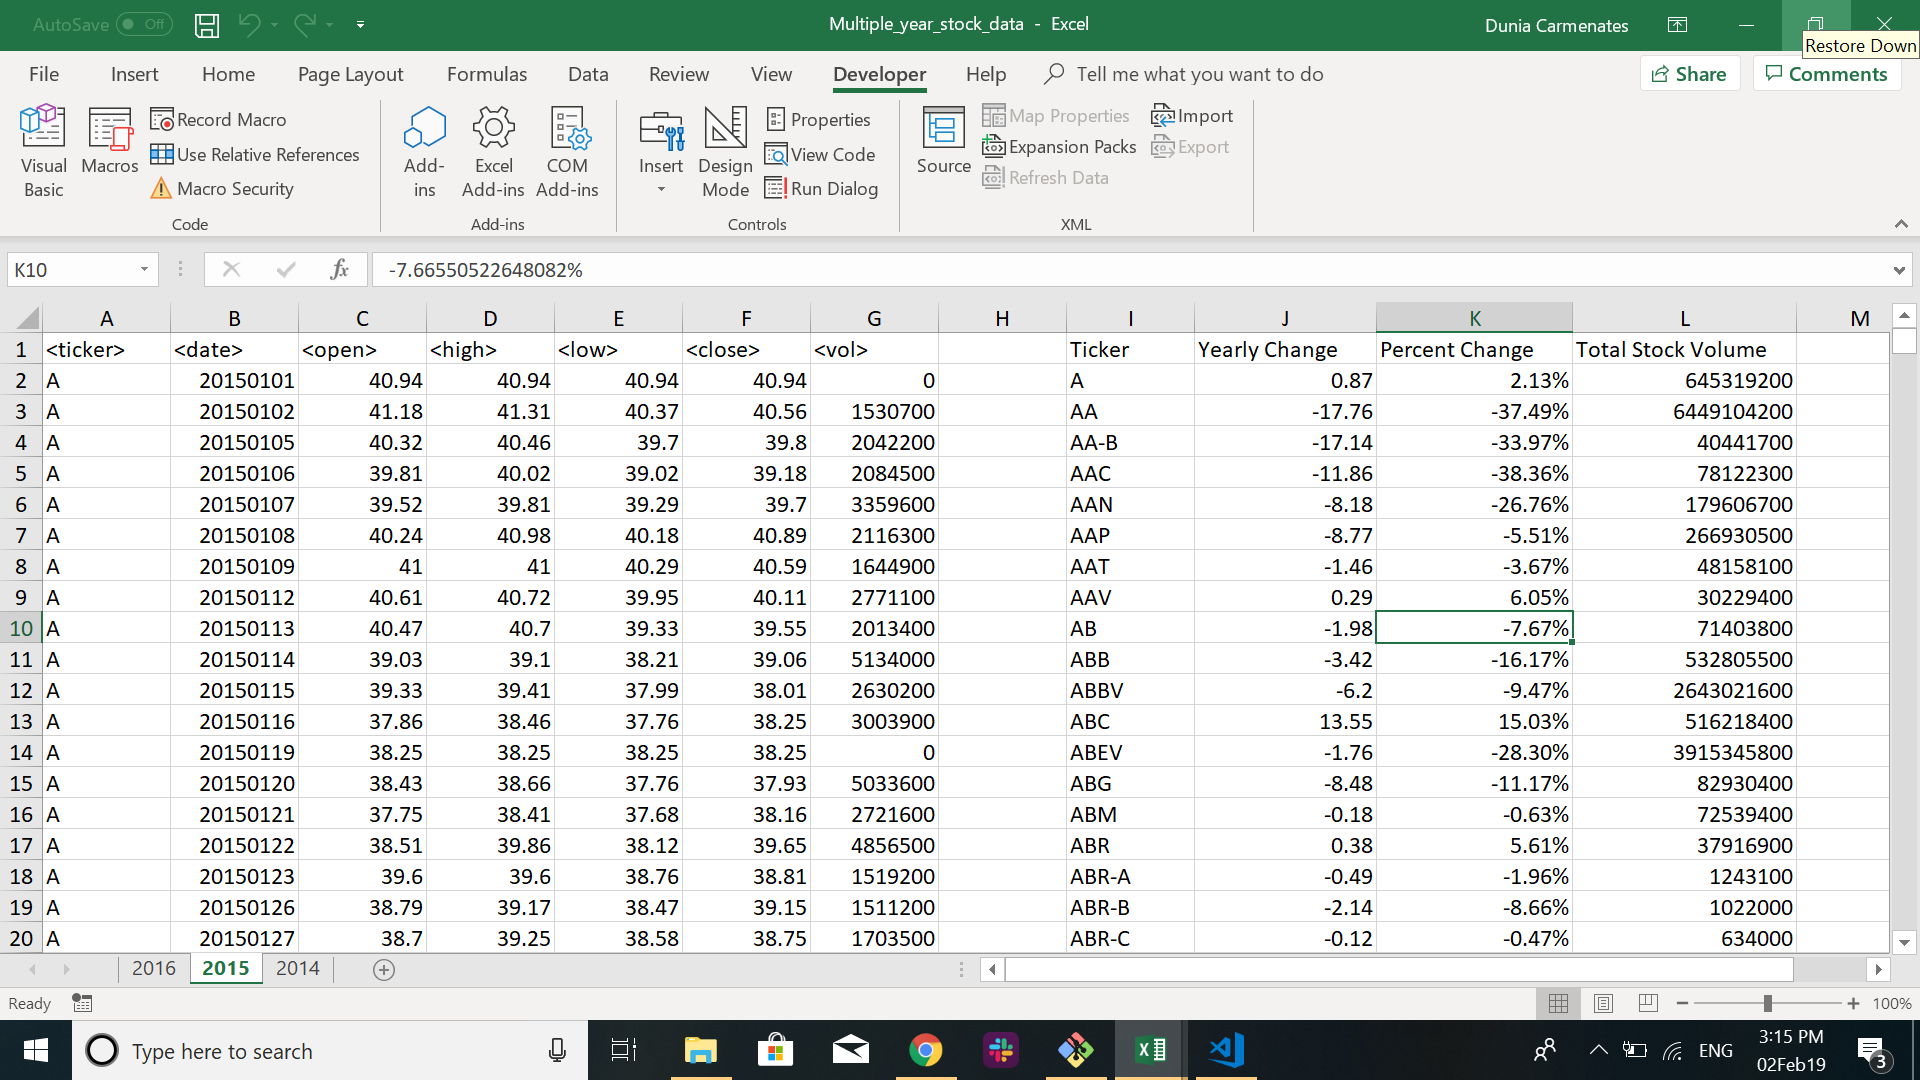 AutoSave Off Multiple_year_stock_data - Excel Dunia Carmenates
Restore Down
File Insert Home Page Layout Formulas Data Review View Developer Help Tell me what you want to do Share Comments
Visual Basic Macros Record Macro Use Relative References Macro Security
Add-ins Excel Add-ins COM Add-ins
Insert Design Mode Properties View Code Run Dialog
Source Map Properties Expansion Packs Refresh Data Import Export
Code Add-ins Controls XML
K10 fx -7.66550522648082%
A B C D E F G H I J K L M
1 <ticker> <date> <open> <high> <low> <close> <vol> Ticker Yearly Change Percent Change Total Stock Volume
2 A 20150101 40.94 40.94 40.94 40.94 0 A 0.87 2.13% 645319200
3 A 20150102 41.18 41.31 40.37 40.56 1530700 AA -17.76 -37.49% 6449104200
4 A 20150105 40.32 40.46 39.7 39.8 2042200 AA-B -17.14 -33.97% 40441700
5 A 20150106 39.81 40.02 39.02 39.18 2084500 AAC -11.86 -38.36% 78122300
6 A 20150107 39.52 39.81 39.29 39.7 3359600 AAN -8.18 -26.76% 179606700
7 A 20150108 40.24 40.98 40.18 40.89 2116300 AAP -8.77 -5.51% 266930500
8 A 20150109 41 41 40.29 40.59 1644900 AAT -1.46 -3.67% 48158100
9 A 20150112 40.61 40.72 39.95 40.11 2771100 AAV 0.29 6.05% 30229400
10 A 20150113 40.47 40.7 39.33 39.55 2013400 AB -1.98 -7.67% 71403800
11 A 20150114 39.03 39.1 38.21 39.06 5134000 ABB -3.42 -16.17% 532805500
12 A 20150115 39.33 39.41 37.99 38.01 2630200 ABBV -6.2 -9.47% 2643021600
13 A 20150116 37.86 38.46 37.76 38.25 3003900 ABC 13.55 15.03% 516218400
14 A 20150119 38.25 38.25 38.25 38.25 0 ABEV -1.76 -28.30% 3915345800
15 A 20150120 38.43 38.66 37.76 37.93 5033600 ABG -8.48 -11.17% 82930400
16 A 20150121 37.75 38.41 37.68 38.16 2721600 ABM -0.18 -0.63% 72539400
17 A 20150122 38.51 39.86 38.12 39.65 4856500 ABR 0.38 5.61% 37916900
18 A 20150123 39.6 39.6 38.76 38.81 1519200 ABR-A -0.49 -1.96% 1243100
19 A 20150126 38.79 39.17 38.47 39.15 1511200 ABR-B -2.14 -8.66% 1022000
20 A 20150127 38.7 39.25 38.58 38.75 1703500 ABR-C -0.12 -0.47% 634000
2016 2015 2014
Ready 100%
Type here to search ENG 3:15 PM
02Feb19 3